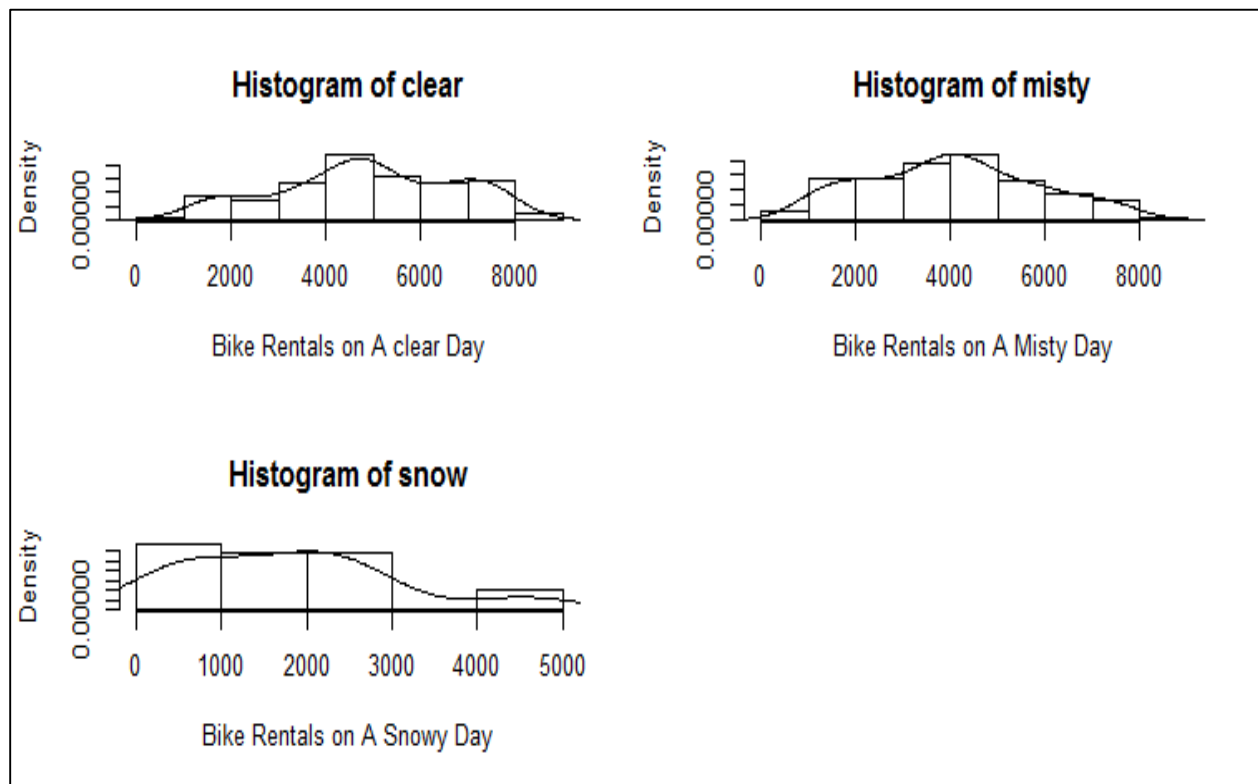 Histogram of clear
Density
0.00000
0 2000 4000 6000 8000
Bike Rentals on A clear Day
Histogram of misty
Density
0.00000
0 2000 4000 6000 8000
Bike Rentals on A Misty Day
Histogram of snow
Density
0.00000
0 1000 2000 3000 4000 5000
Bike Rentals on A Snowy Day